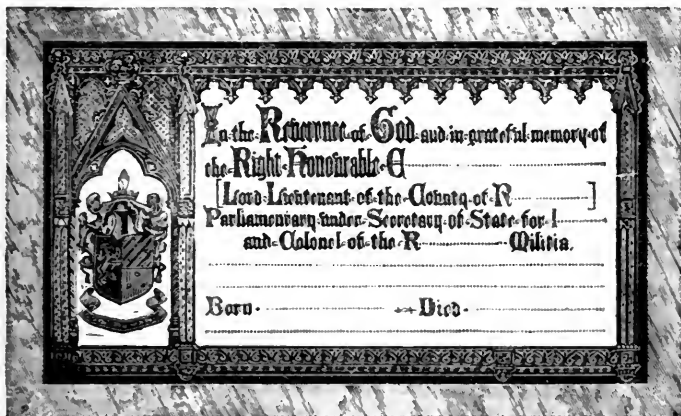 In the Reverence of God and in grateful memory of
the Right Honourable E
[Lord Lieutenant of the County of R ]
Parliamentary under Secretary of State for I
and Colonel of the R Militia.
Born Died